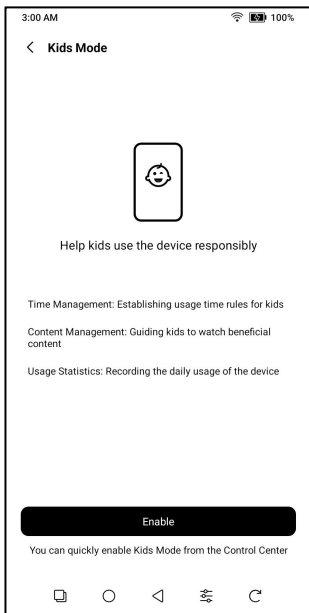 3:00 AM 100%
Kids Mode
Help kids use the device responsibly
Time Management: Establishing usage time rules for kids
Content Management: Guiding kids to watch beneficial
content
Usage Statistics: Recording the daily usage of the device
Enable
You can quickly enable Kids Mode from the Control Center